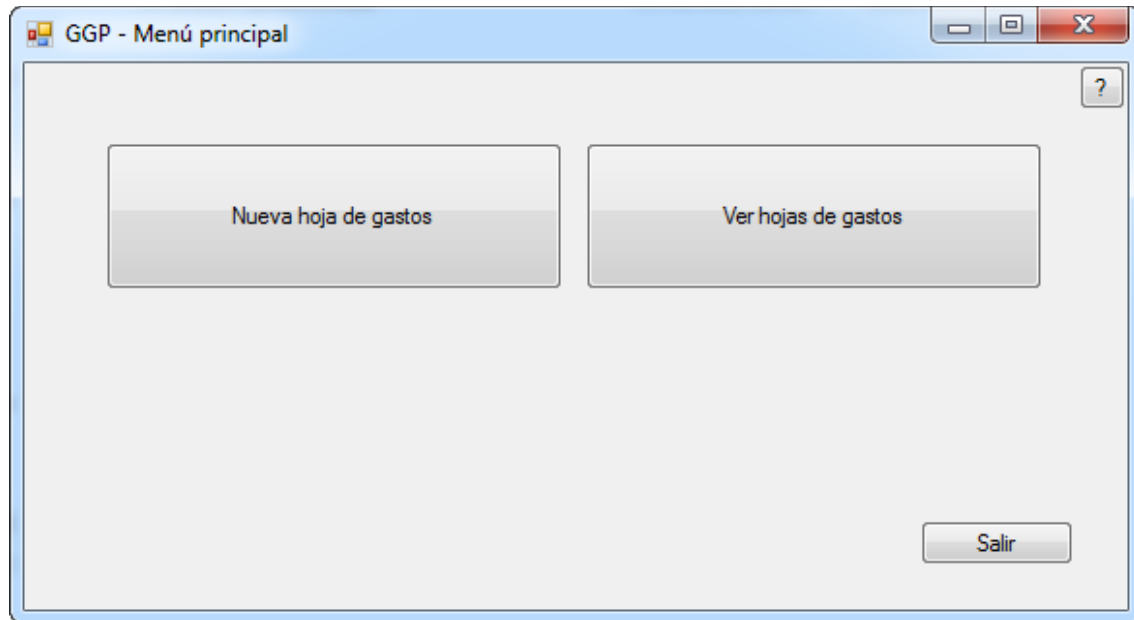 GGP - Menú principal
?
Nueva hoja de gastos
Ver hojas de gastos
Salir